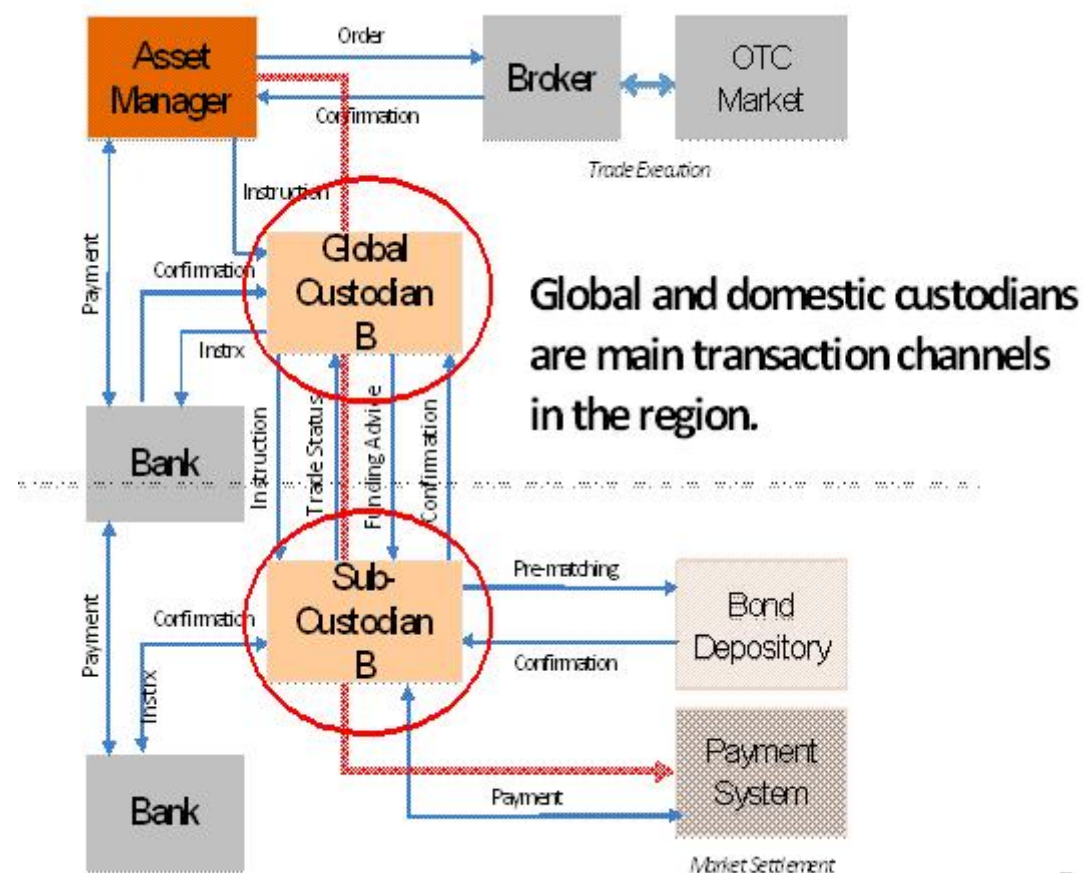 Asset
Manager
Order
Confirmation
Broker
OTC
Market
Trade Execution
Instruction
Payment
Confirmation
Instrx
Global
Custodian
B
Global and domestic custodians
are main transaction channels
in the region.
Bank
Instruction
Trade Status
Funding Advice
Confirmation
Payment
Confirmation
Instrx
Sub-
Custodian
B
Pre-matching
Confirmation
Bond
Depository
Payment
System
Payment
Bank
Market Settlement